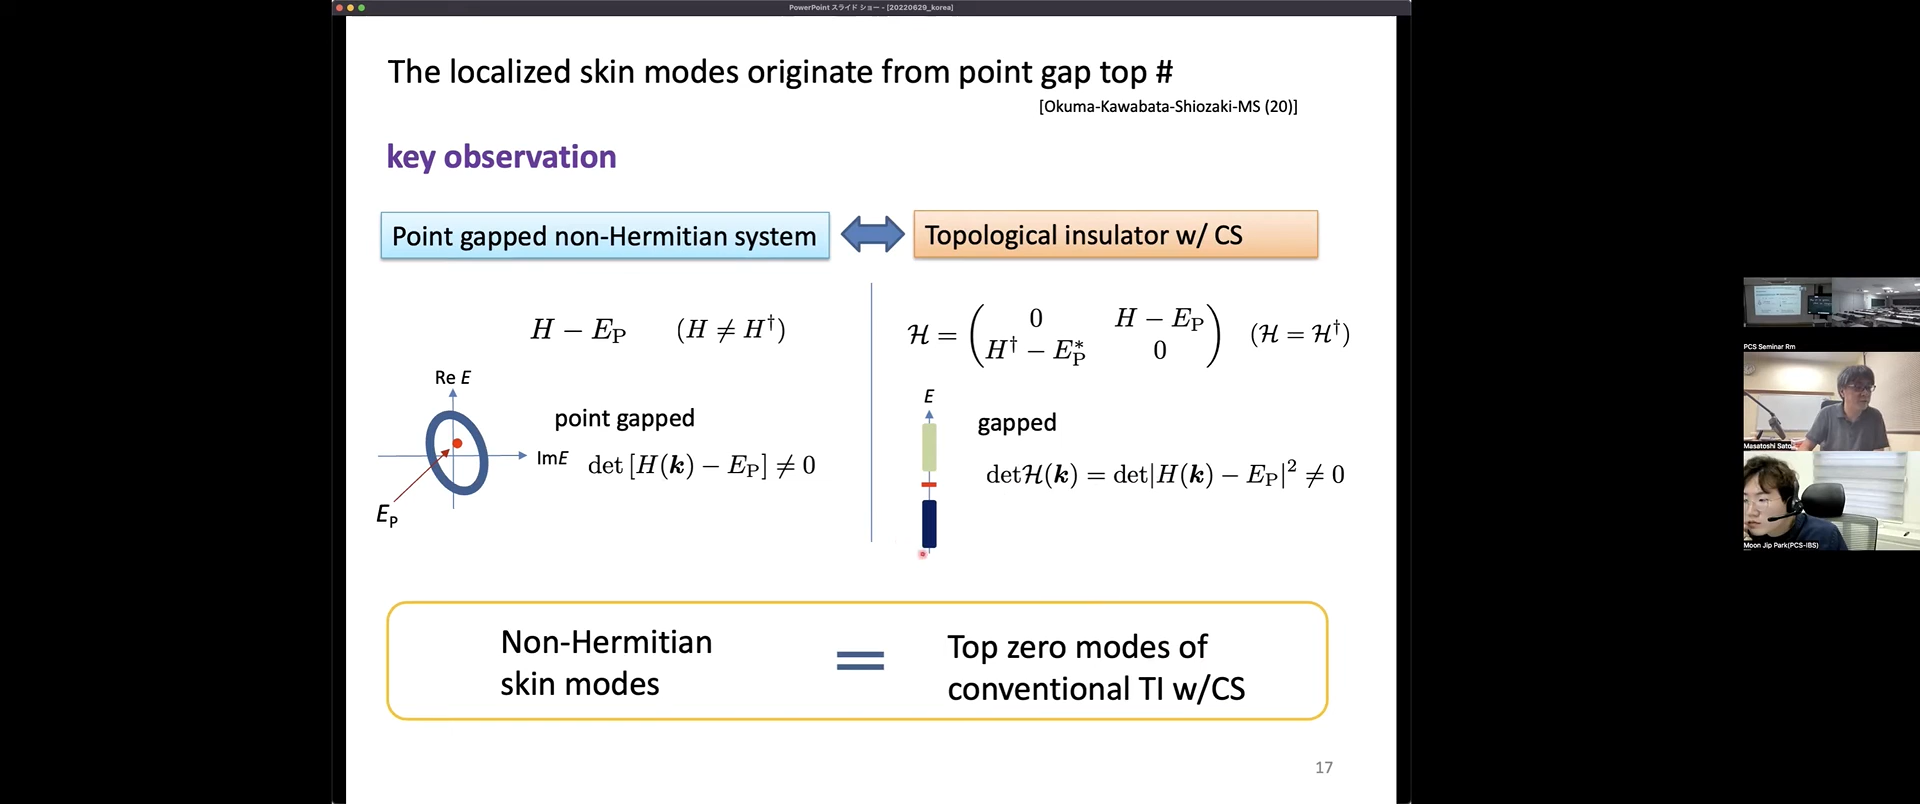 PowerPoint スライド ショー - [20220629_korea]
The localized skin modes originate from point gap top #
[Okuma-Kawabata-Shiozaki-MS (20)]
key observation
Point gapped non-Hermitian system
Topological insulator w/ CS
H − E_P (H ≠ H†)
ℋ = ( 0 H − E_P
H† − E_P* 0 ) (ℋ = ℋ†)
Re E
ImE
E_P
point gapped
det [H(k) − E_P] ≠ 0
E
gapped
detℋ(k) = det|H(k) − E_P|² ≠ 0
Non-Hermitian
skin modes
=
Top zero modes of
conventional TI w/CS
17
PCS Seminar Rm
Masatoshi Sato
Moon Jip Park(PCS-IBS)